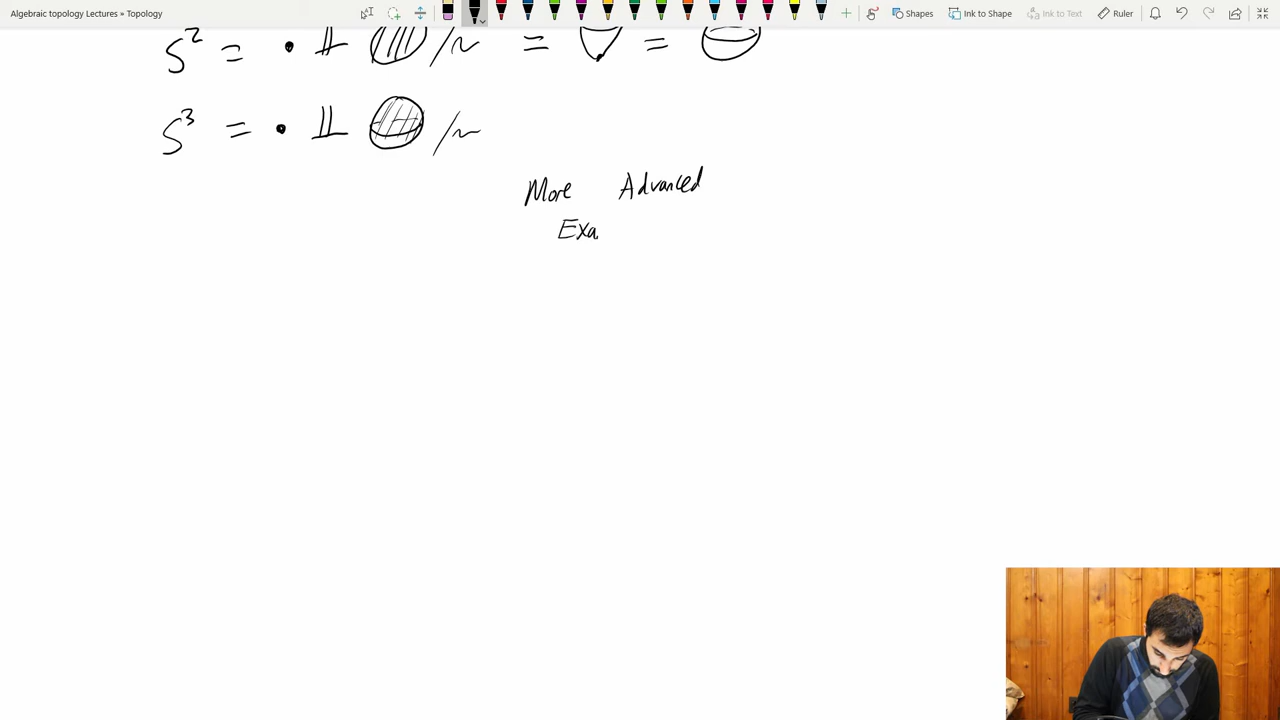 Algebraic topology Lectures » Topology
Shapes Ink to Shape Ink to Text Ruler
S² = • ⨿ /~ = =
S³ = • ⨿ /~
More Advanced
Exa